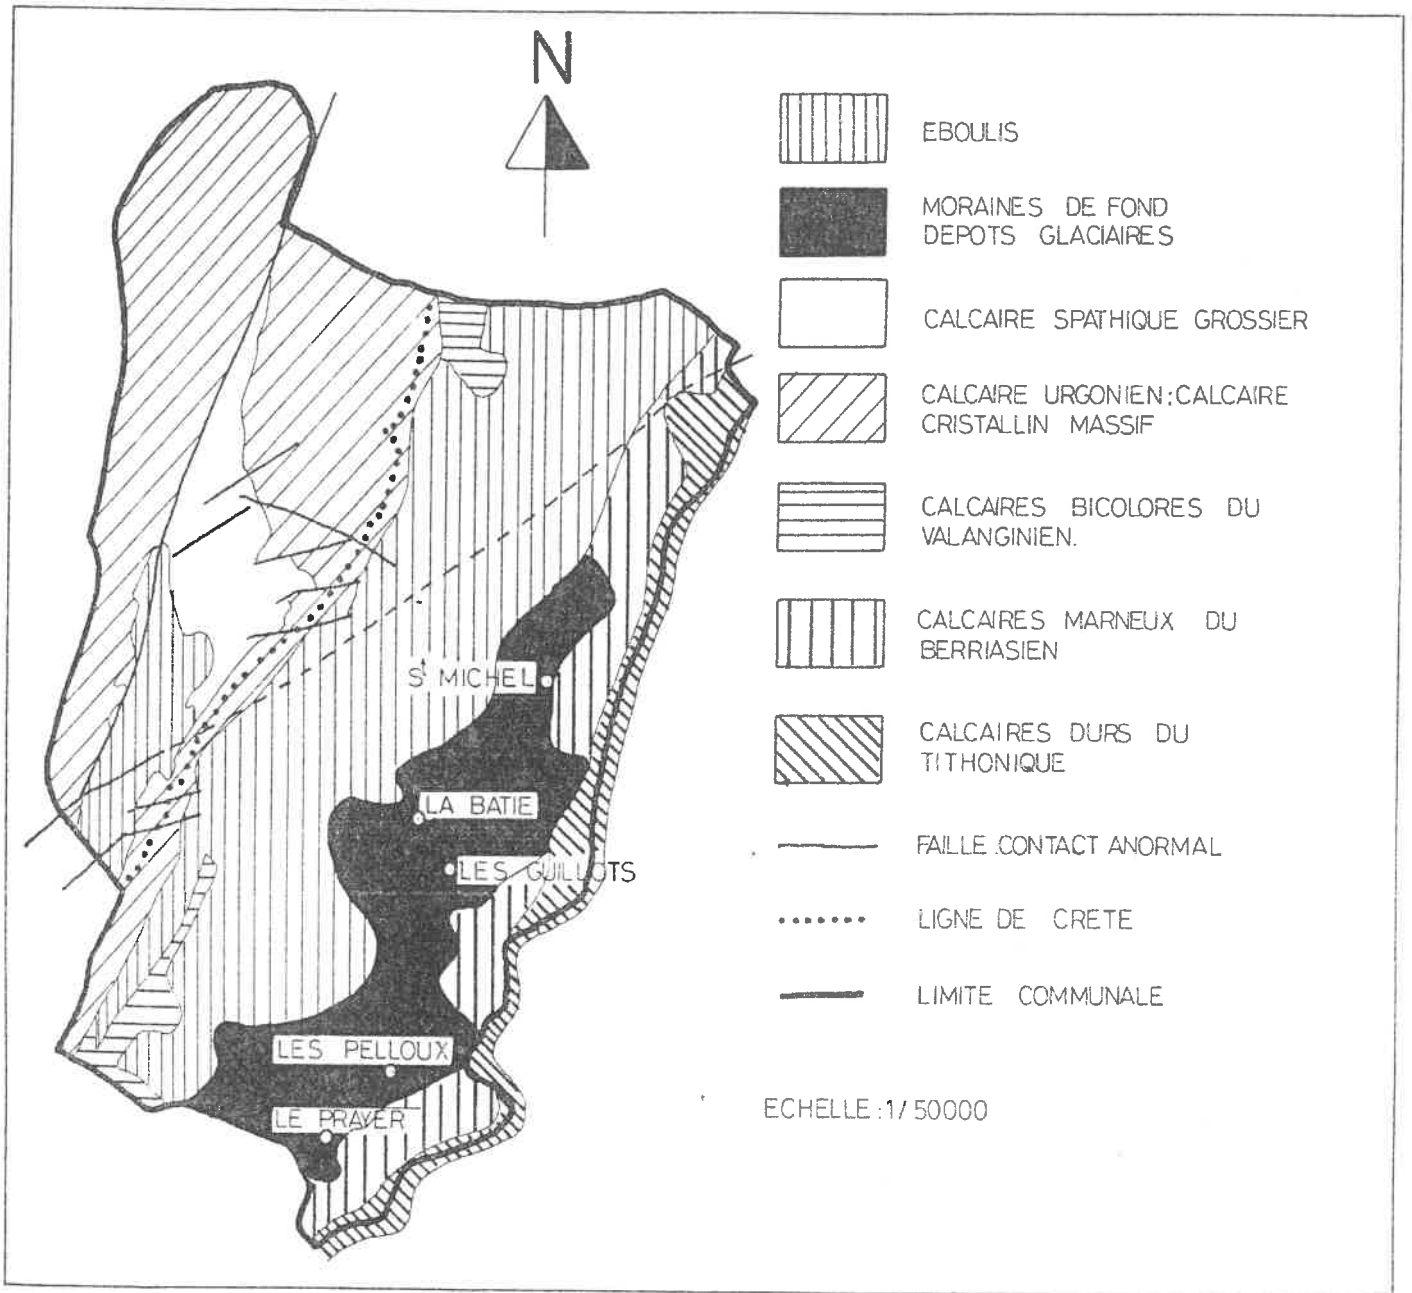 N
EBOULIS
MORAINES DE FOND
DEPOTS GLACIAIRES
CALCAIRE SPATHIQUE GROSSIER
CALCAIRE URGONIEN: CALCAIRE
CRISTALLIN MASSIF
CALCAIRES BICOLORES DU
VALANGINIEN.
CALCAIRES MARNEUX DU
BERRIASIEN
CALCAIRES DURS DU
TITHONIQUE
FAILLE.CONTACT ANORMAL
LIGNE DE CRETE
LIMITE COMMUNALE
ECHELLE:1/50000
St MICHEL
LA BATIE
LES GUILLOTS
LES PELLOUX
LE PRAYER